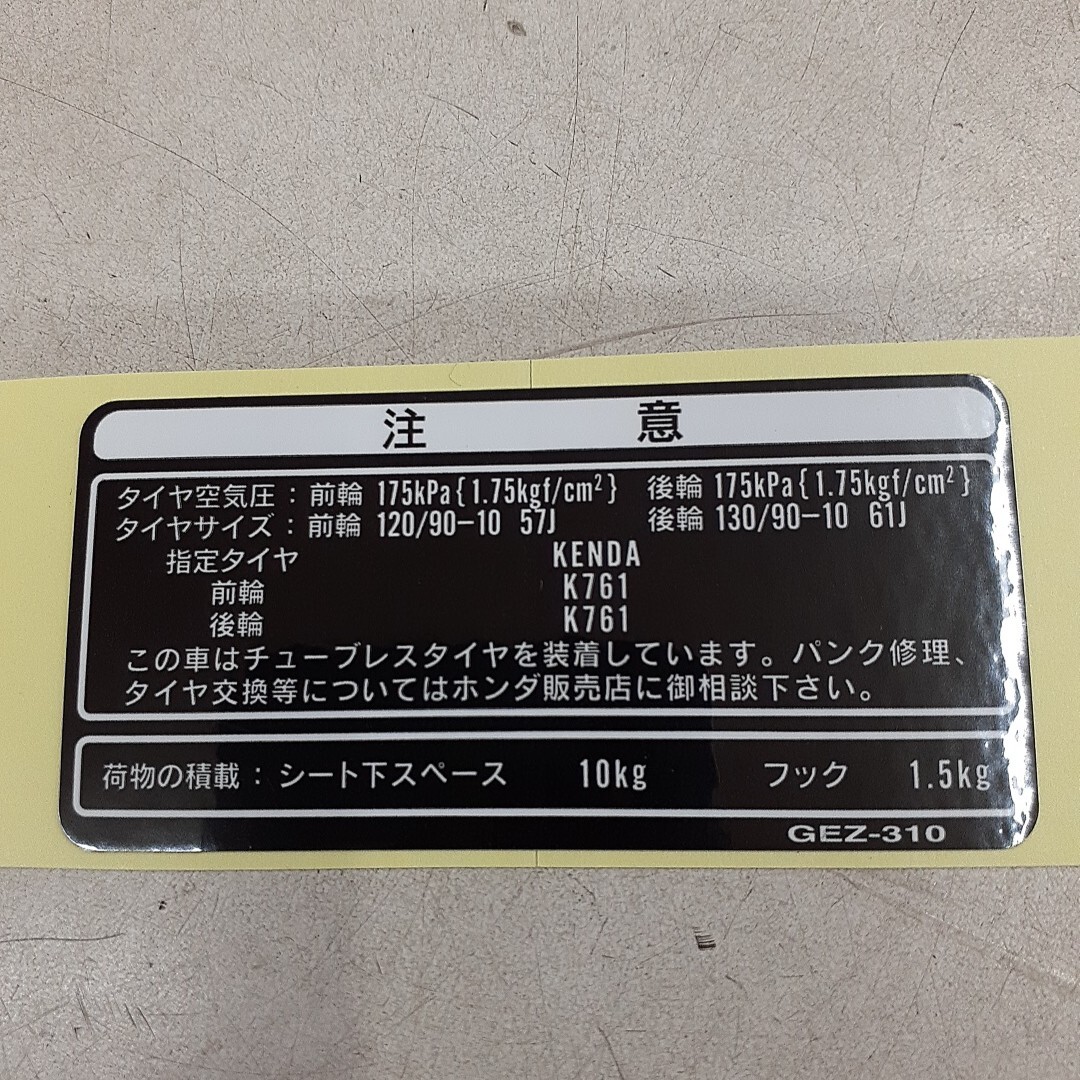 注 意
タイヤ空気圧：前輪 175kPa{1.75kgf/cm²} 後輪 175kPa{1.75kgf/cm²}
タイヤサイズ：前輪 120/90-10 57J 後輪 130/90-10 61J
指定タイヤ KENDA
前輪 K761
後輪 K761
この車はチューブレスタイヤを装着しています。パンク修理、
タイヤ交換等についてはホンダ販売店に御相談下さい。
荷物の積載：シート下スペース 10kg フック 1.5kg
GEZ-310